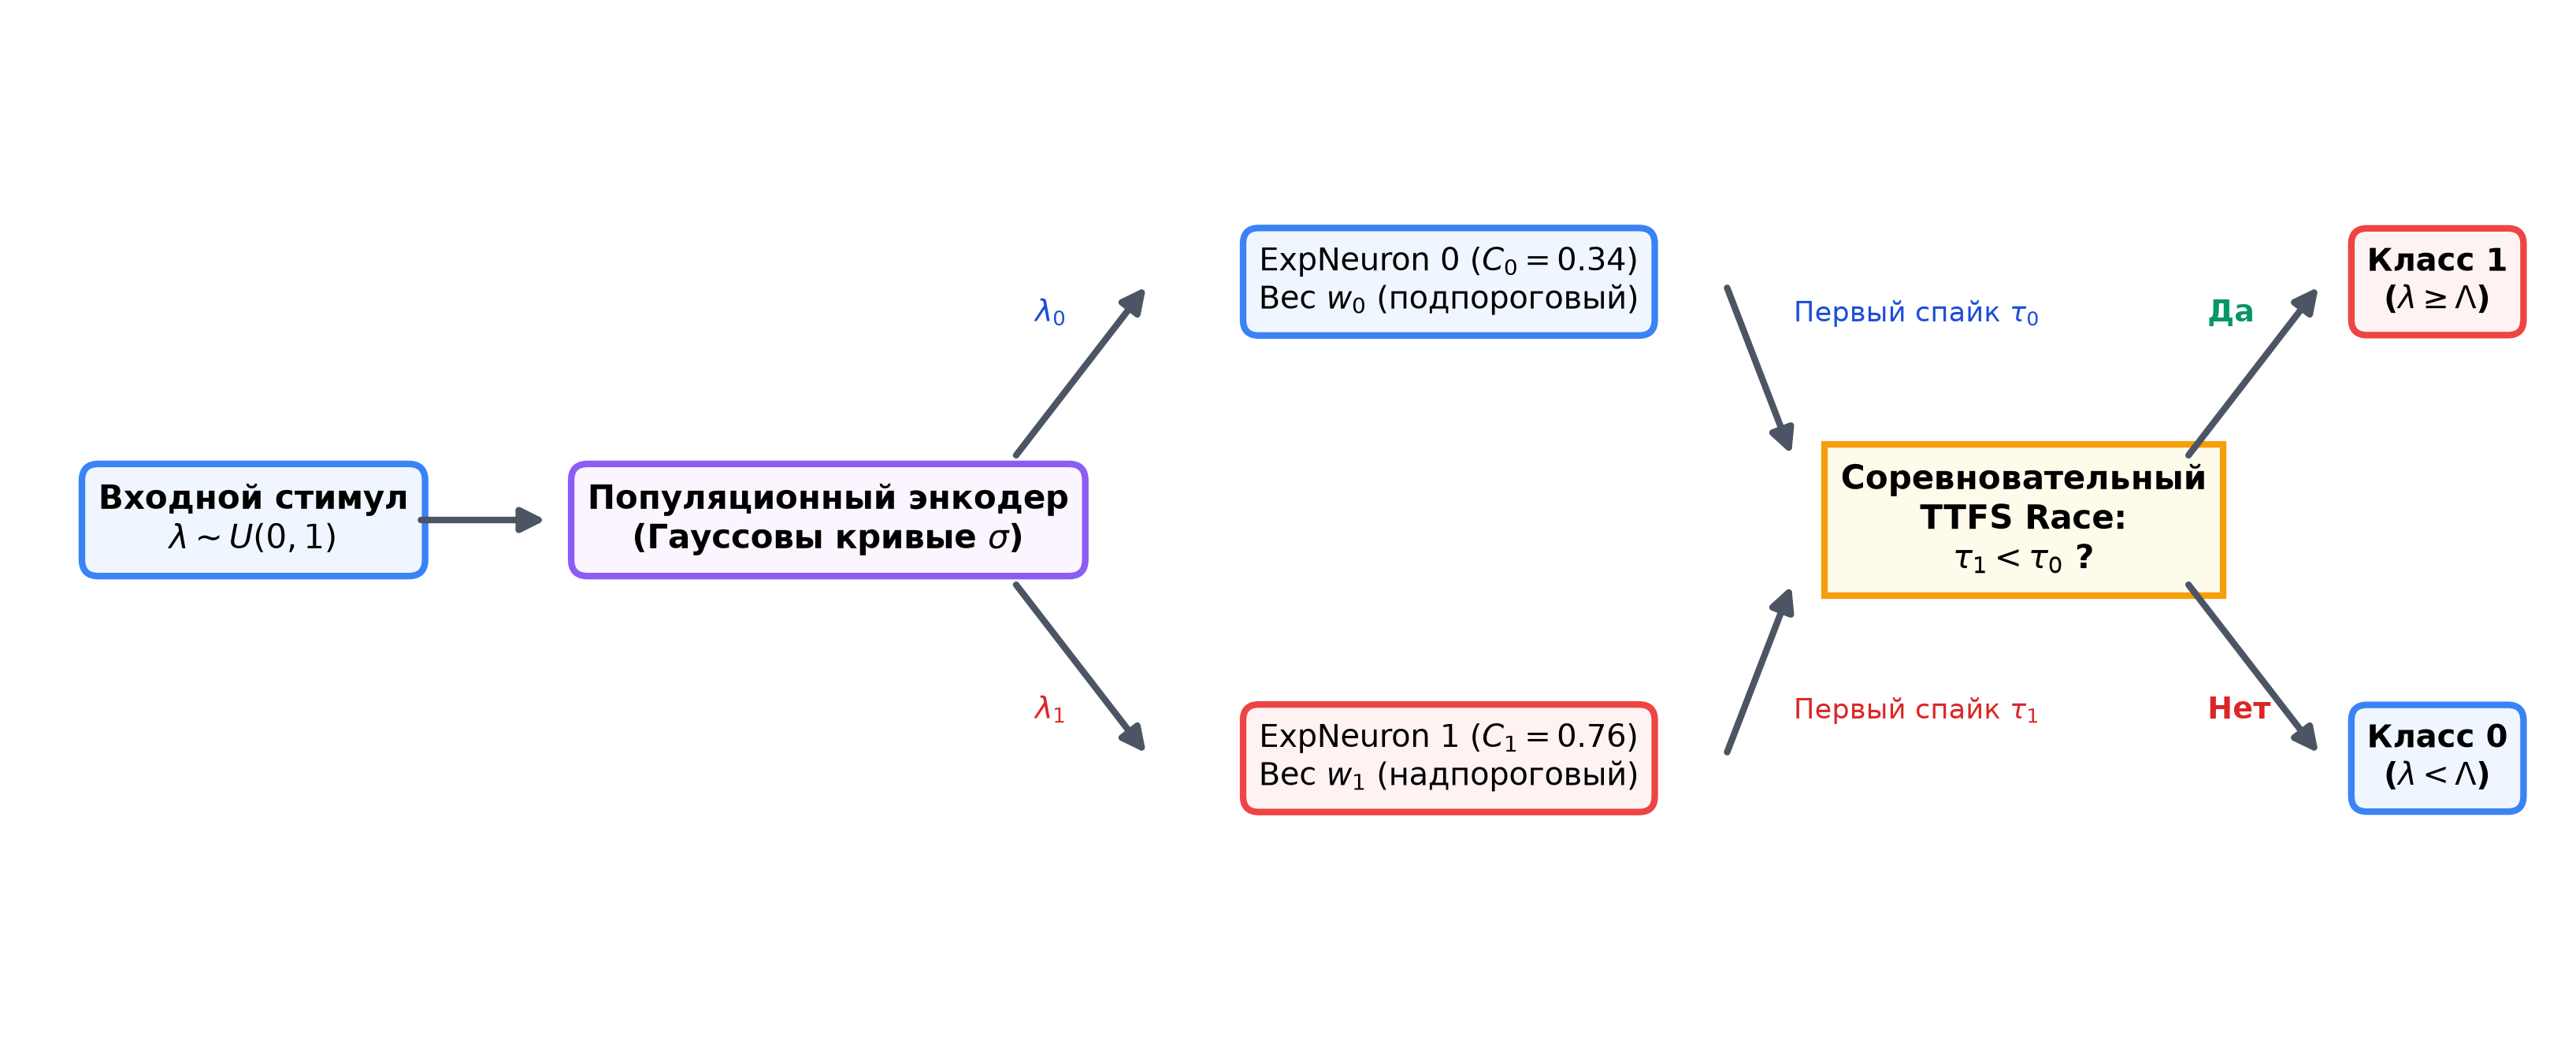 Входной стимул
λ ~ U(0, 1)
Популяционный энкодер
(Гауссовы кривые σ)
λ₀
λ₁
ExpNeuron 0 (C₀ = 0.34)
Вес w₀ (подпороговый)
ExpNeuron 1 (C₁ = 0.76)
Вес w₁ (надпороговый)
Первый спайк τ₀
Первый спайк τ₁
Соревновательный
TTFS Race:
τ₁ < τ₀ ?
Да
Нет
Класс 1
(λ ≥ Λ)
Класс 0
(λ < Λ)